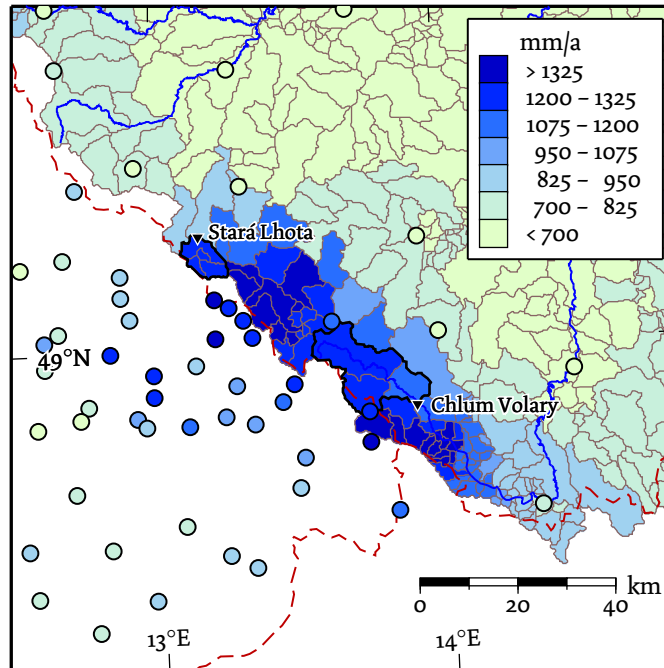 mm/a
> 1325
1200 – 1325
1075 – 1200
950 – 1075
825 – 950
700 – 825
< 700
Stará Lhota
49°N
Chlum Volary
km
0 20 40
13°E 14°E